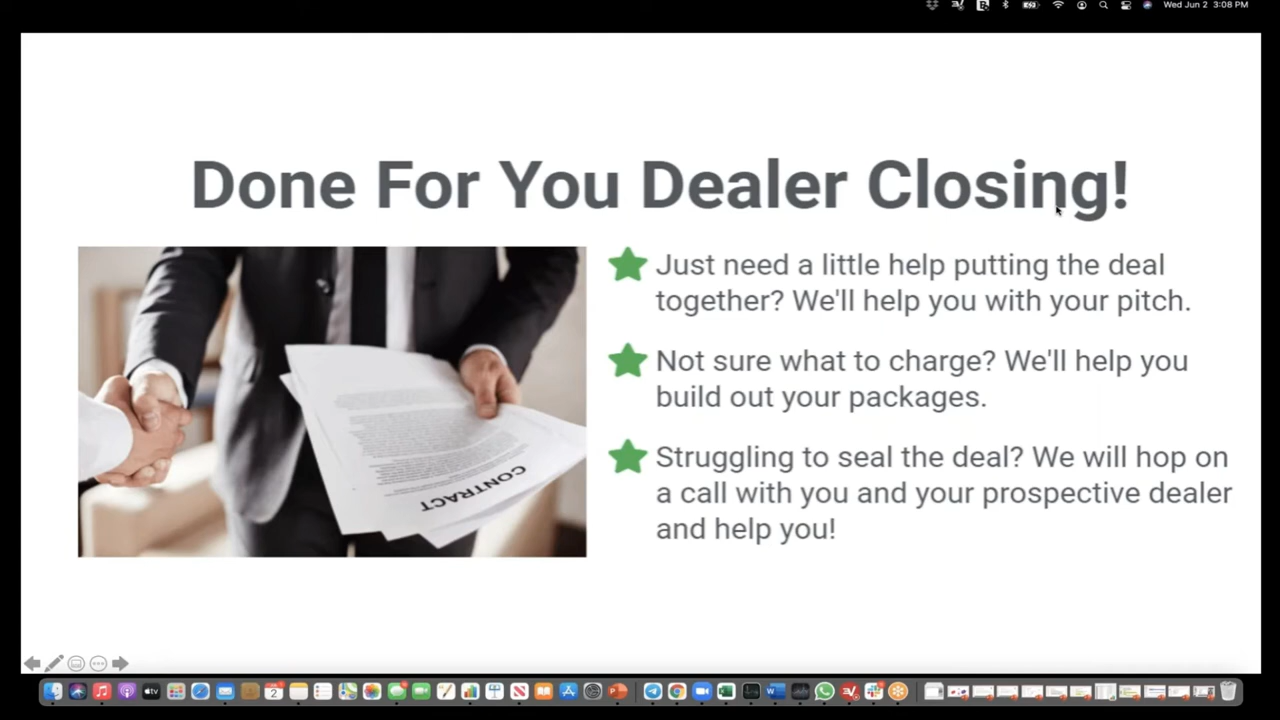 Wed Jun 2 3:08 PM
Done For You Dealer Closing!
Just need a little help putting the deal
together? We'll help you with your pitch.
Not sure what to charge? We'll help you
build out your packages.
Struggling to seal the deal? We will hop on
a call with you and your prospective dealer
and help you!
CONTRACT